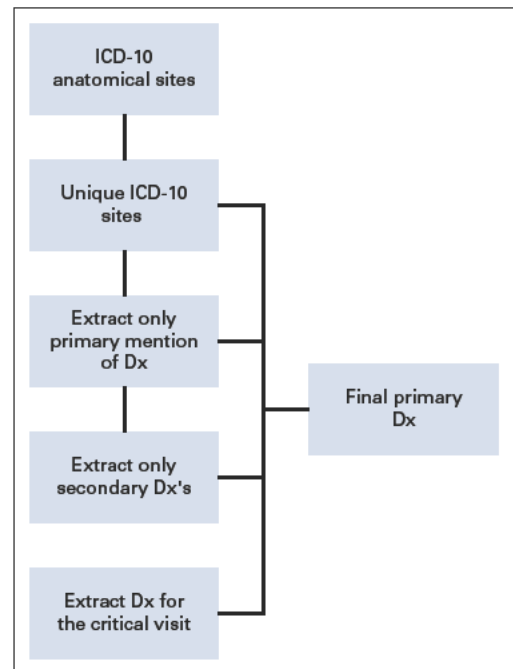 ICD-10
anatomical sites
Unique ICD-10
sites
Extract only
primary mention
of Dx
Final primary
Dx
Extract only
secondary Dx's
Extract Dx for
the critical visit